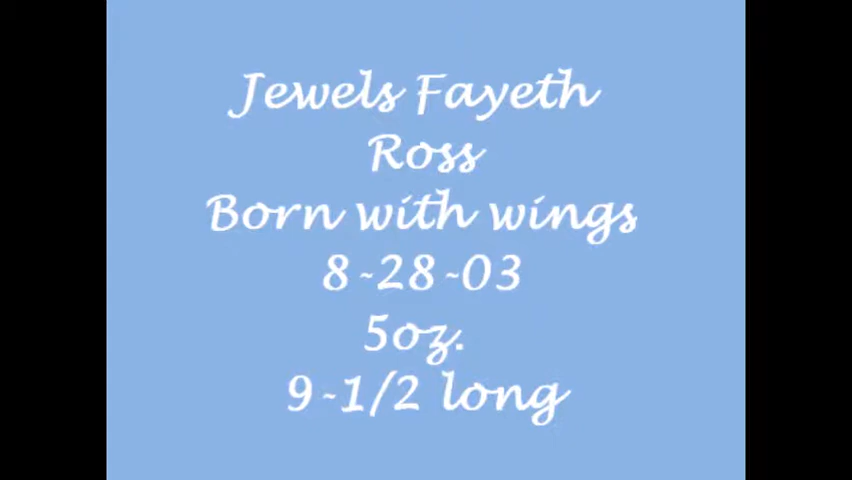 Jewels Fayeth
Ross
Born with wings
8-28-03
5oz.
9-1/2 long